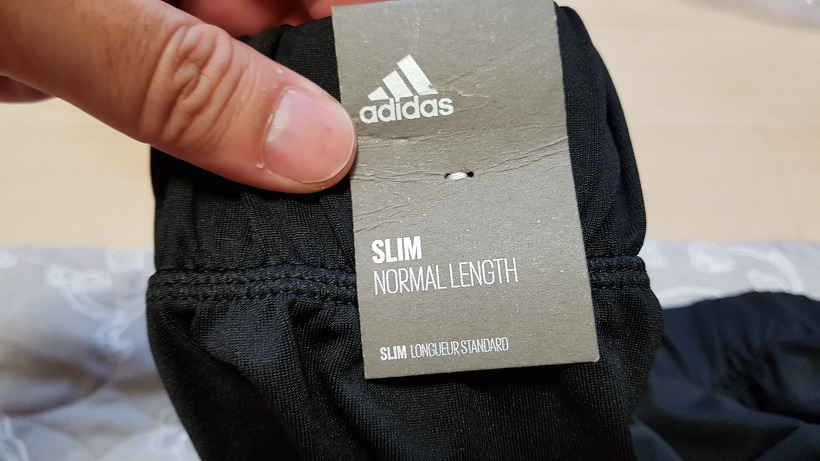 adidas
SLIM
NORMAL LENGTH
SLIM LONGUEUR STANDARD